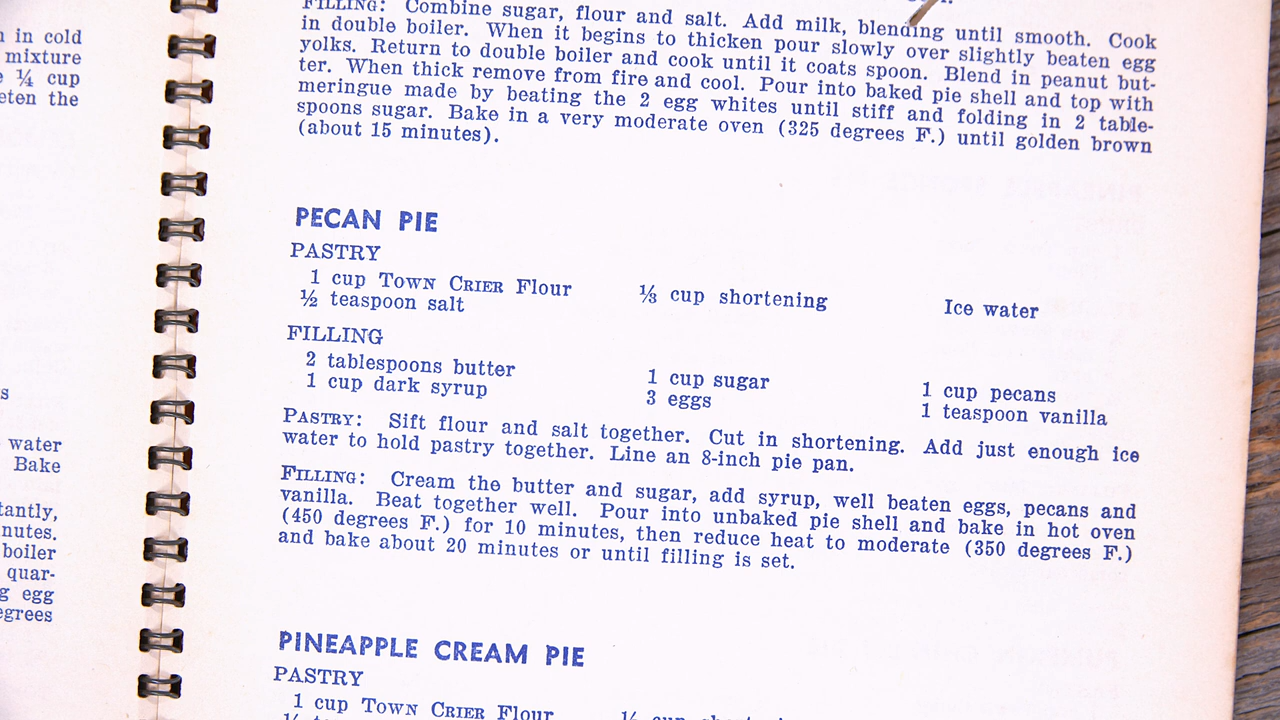 n in cold
mixture
¼ cup
eten the
s
water
Bake
tantly,
nutes.
boiler
quar-
g egg
egrees
FILLING: Combine sugar, flour and salt. Add milk, blending until smooth. Cook
in double boiler. When it begins to thicken pour slowly over slightly beaten egg
yolks. Return to double boiler and cook until it coats spoon. Blend in peanut but-
ter. When thick remove from fire and cool. Pour into baked pie shell and top with
meringue made by beating the 2 egg whites until stiff and folding in 2 table-
spoons sugar. Bake in a very moderate oven (325 degrees F.) until golden brown
(about 15 minutes).
PECAN PIE
PASTRY
1 cup TOWN CRIER Flour ⅓ cup shortening Ice water
½ teaspoon salt
FILLING
2 tablespoons butter 1 cup sugar 1 cup pecans
1 cup dark syrup 3 eggs 1 teaspoon vanilla
PASTRY: Sift flour and salt together. Cut in shortening. Add just enough ice
water to hold pastry together. Line an 8-inch pie pan.
FILLING: Cream the butter and sugar, add syrup, well beaten eggs, pecans and
vanilla. Beat together well. Pour into unbaked pie shell and bake in hot oven
(450 degrees F.) for 10 minutes, then reduce heat to moderate (350 degrees F.)
and bake about 20 minutes or until filling is set.
PINEAPPLE CREAM PIE
PASTRY
1 cup TOWN CRIER Flour